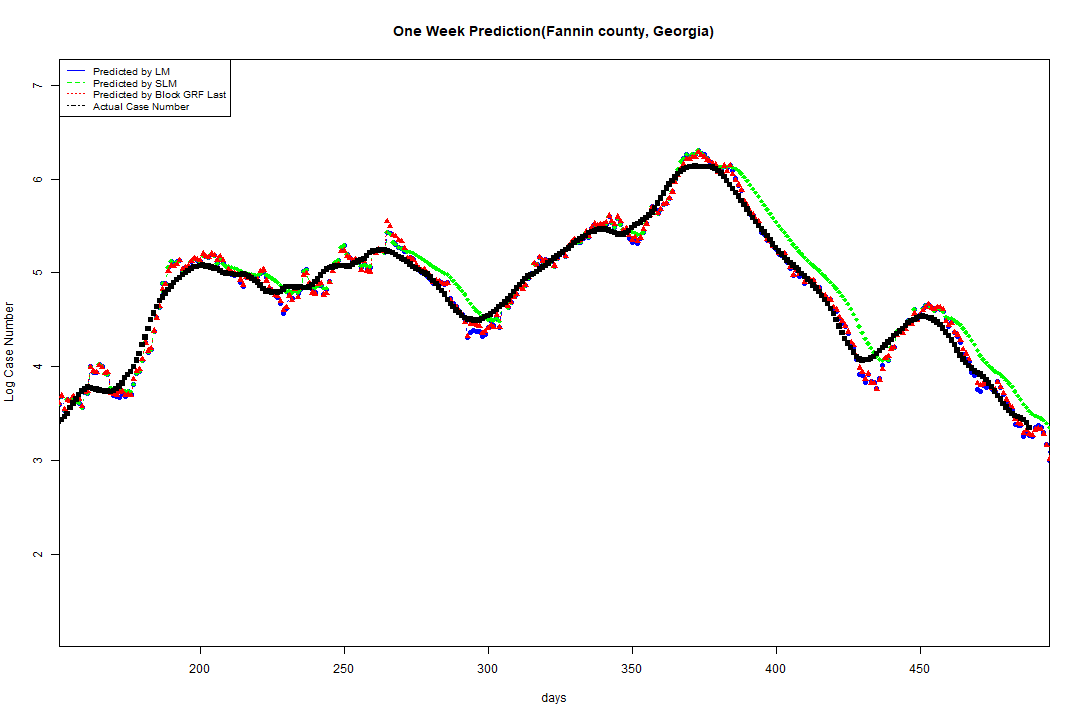 One Week Prediction(Fannin county, Georgia)
Predicted by LM
Predicted by SLM
Predicted by Block GRF Last
Actual Case Number
7
6
5
4
3
2
Log Case Number
200 250 300 350 400 450
days